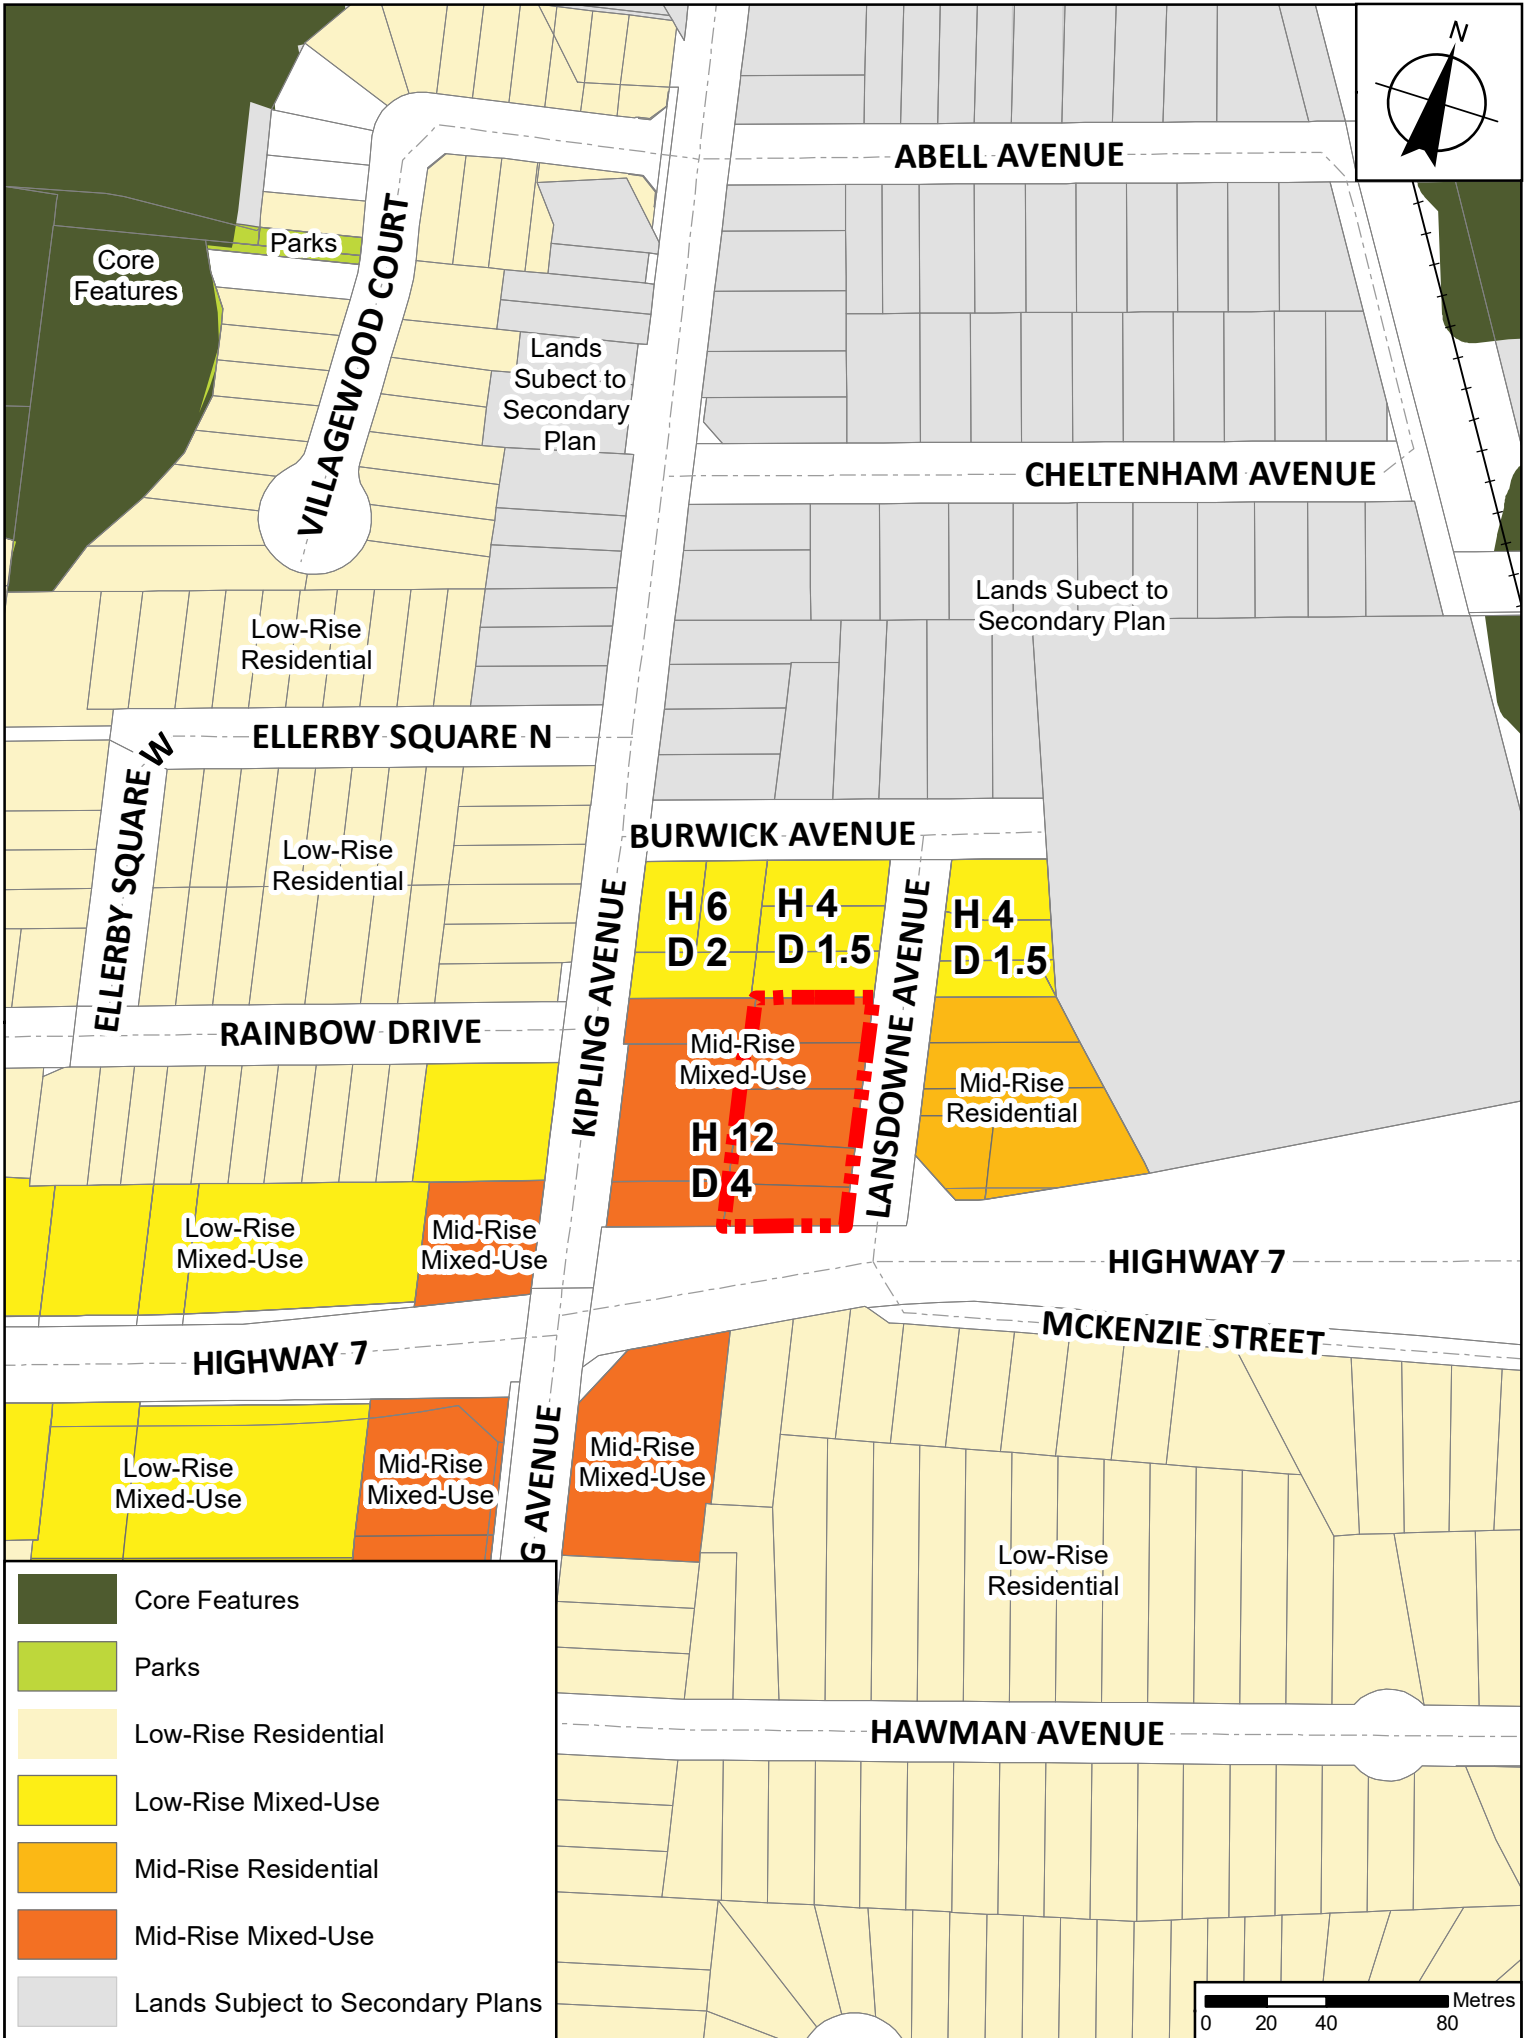 N
ABELL AVENUE
VILLAGEWOOD COURT
Parks
Core
Features
Lands
Subect to
Secondary
Plan
CHELTENHAM AVENUE
Lands Subect to
Secondary Plan
Low-Rise
Residential
ELLERBY SQUARE N
ELLERBY SQUARE W
Low-Rise
Residential
BURWICK AVENUE
H 6
D 2
H 4
D 1.5
H 4
D 1.5
KIPLING AVENUE
LANSDOWNE AVENUE
RAINBOW DRIVE
Mid-Rise
Mixed-Use
H 12
D 4
Mid-Rise
Residential
Low-Rise
Mixed-Use
Mid-Rise
Mixed-Use
HIGHWAY 7
HIGHWAY 7
MCKENZIE STREET
Low-Rise
Mixed-Use
Mid-Rise
Mixed-Use
G AVENUE
Mid-Rise
Mixed-Use
Low-Rise
Residential
HAWMAN AVENUE
Core Features
Parks
Low-Rise Residential
Low-Rise Mixed-Use
Mid-Rise Residential
Mid-Rise Mixed-Use
Lands Subject to Secondary Plans
Metres
0 20 40 80